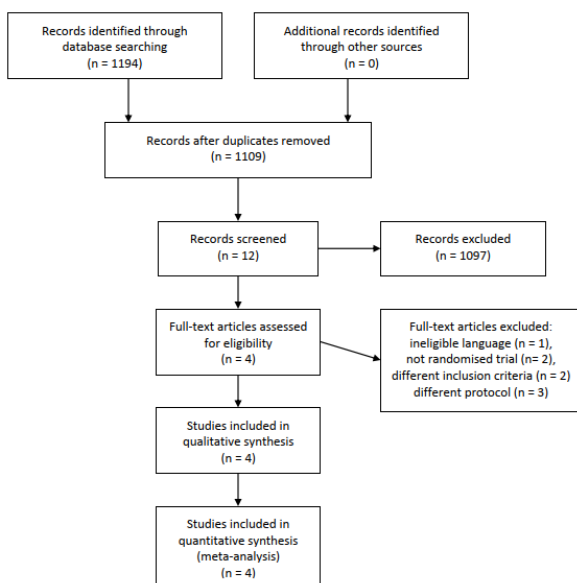 Records identified through
database searching
(n = 1194)
Additional records identified
through other sources
(n = 0)
Records after duplicates removed
(n = 1109)
Records screened
(n = 12)
Records excluded
(n = 1097)
Full-text articles assessed
for eligibility
(n = 4)
Full-text articles excluded:
ineligible language (n = 1),
not randomised trial (n= 2),
different inclusion criteria (n = 2)
different protocol (n = 3)
Studies included in
qualitative synthesis
(n = 4)
Studies included in
quantitative synthesis
(meta-analysis)
(n = 4)